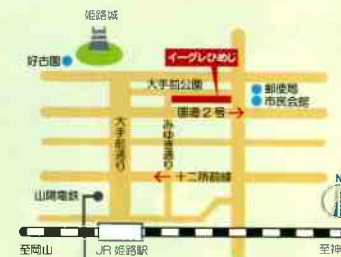 姫路城
好古園
イーグレひめじ
大手前公園
郵便局
市民会館
国道2号
大手前通り
みゆき通り
十二所前線
山陽電鉄
N
至岡山
JR 姫路駅
至神